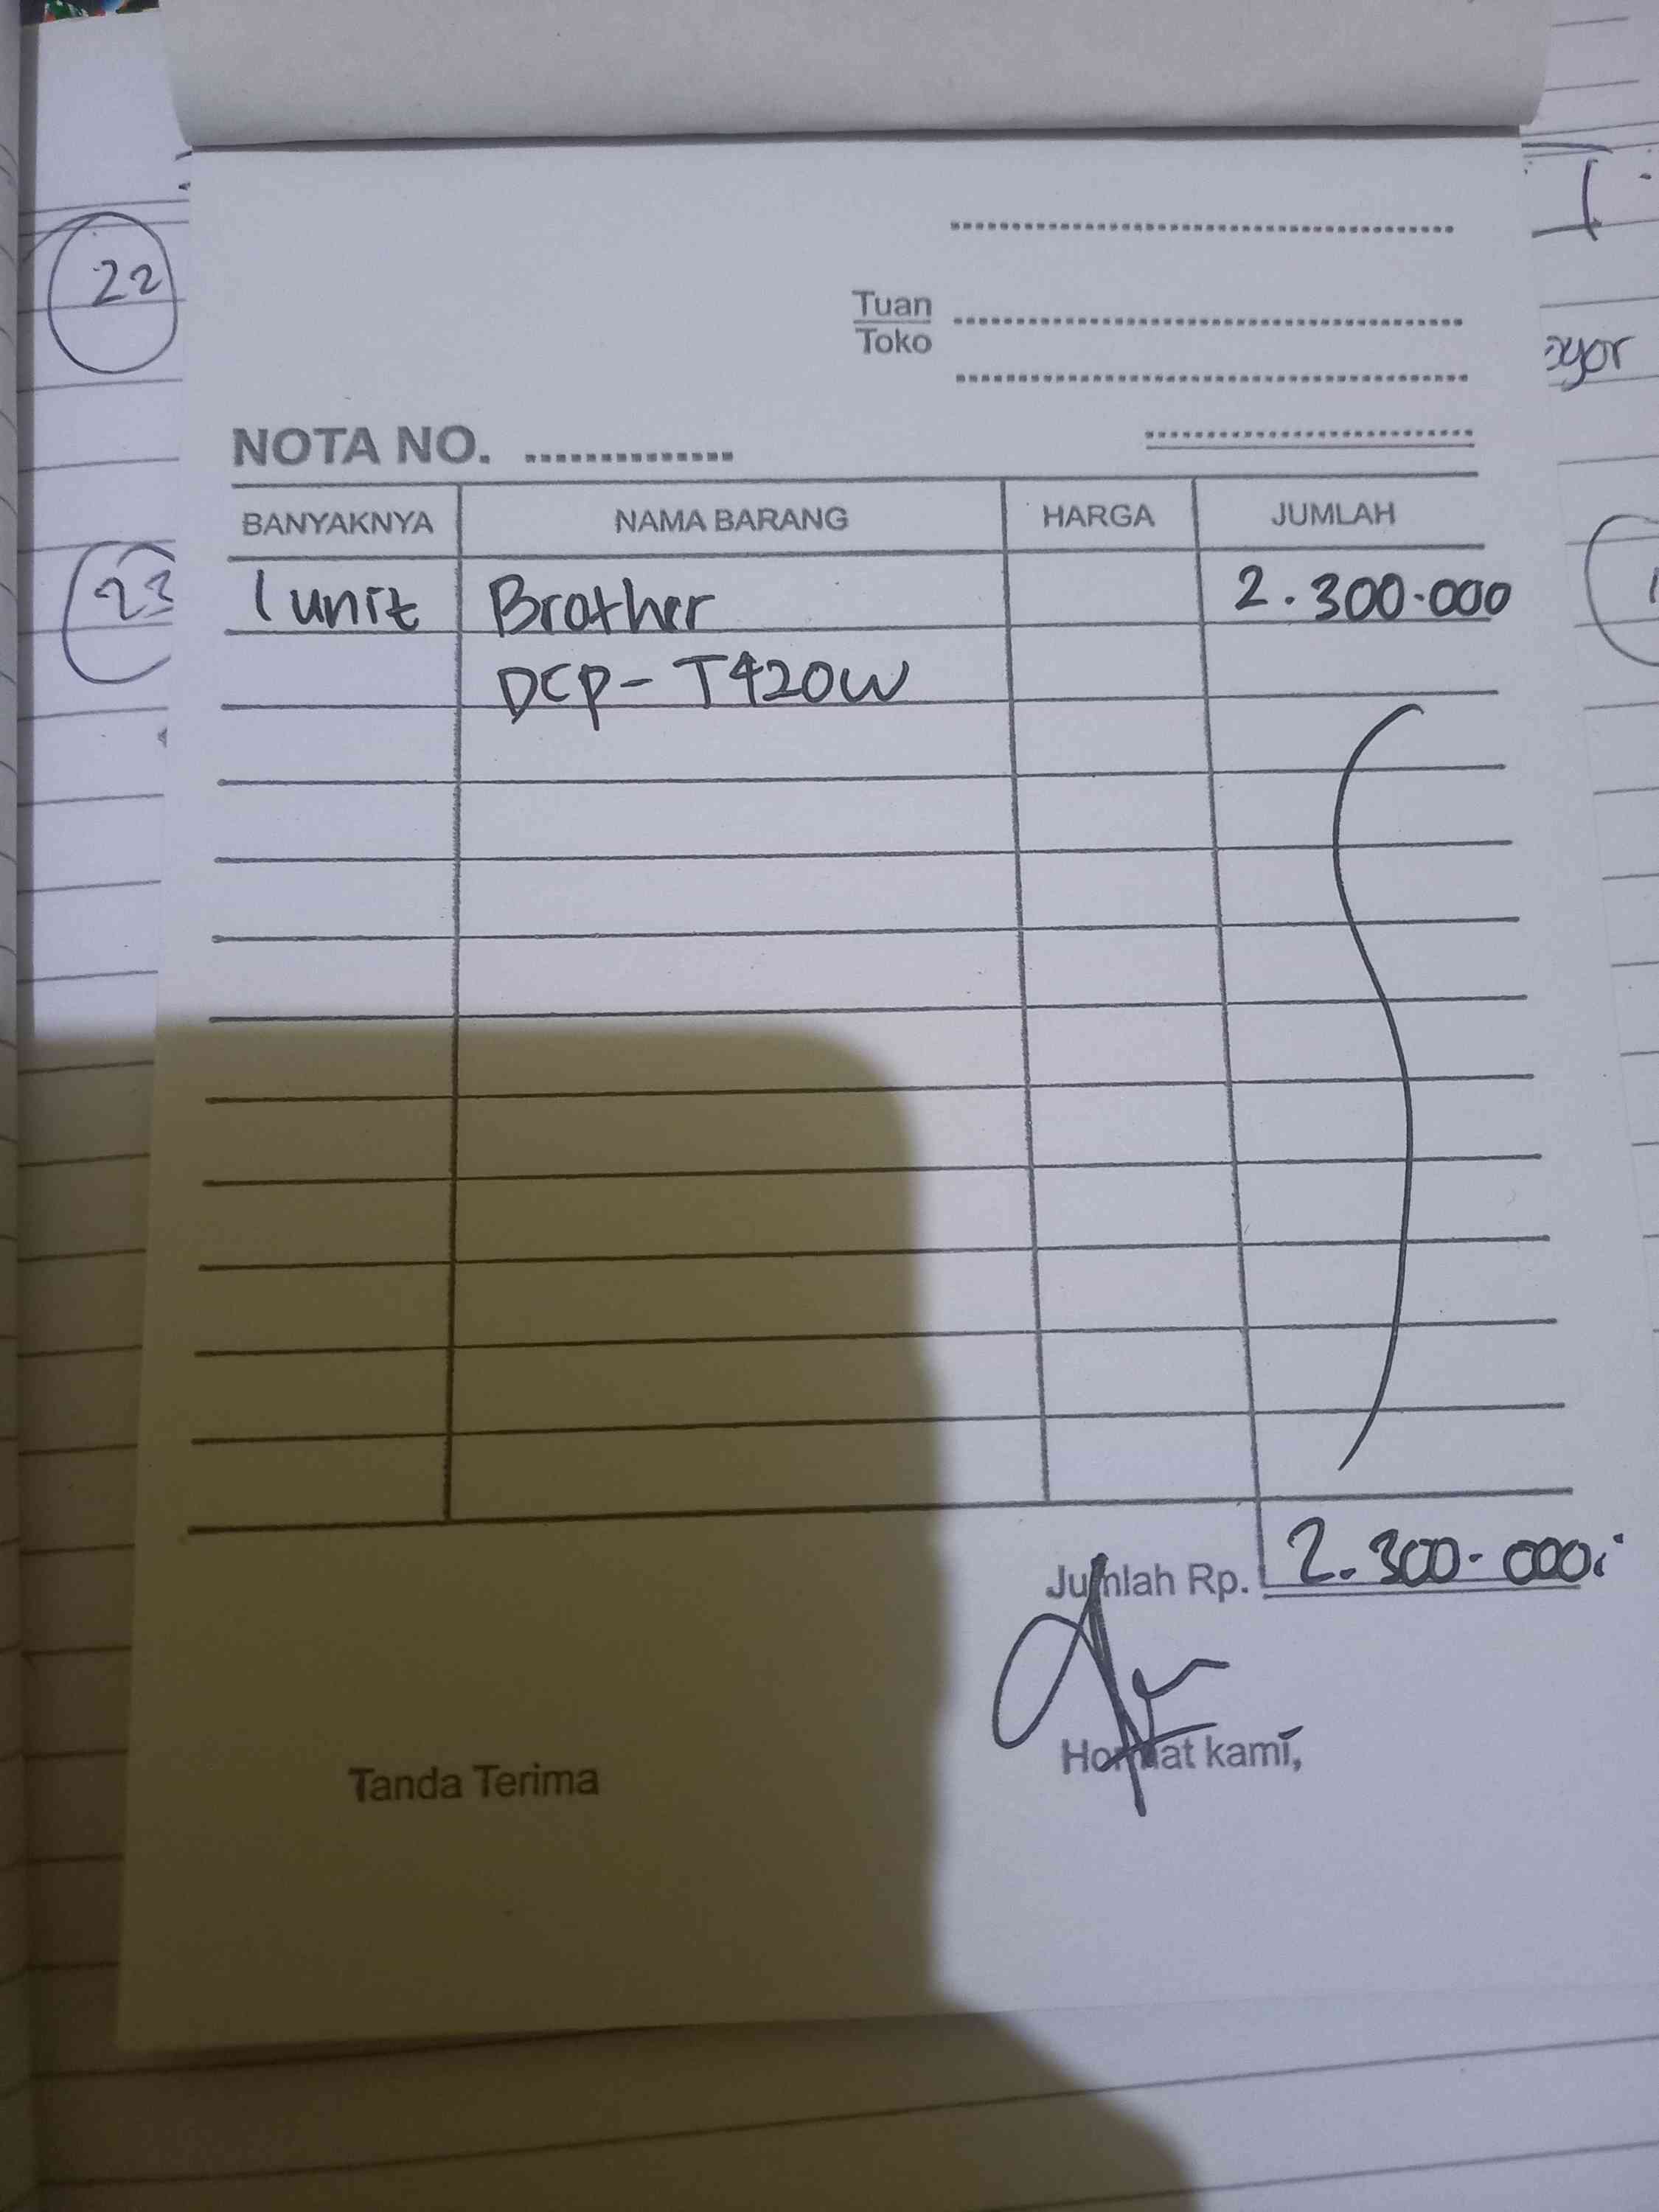 22
Tuan
Toko
NOTA NO.
BANYAKNYA NAMA BARANG HARGA JUMLAH
23 1 unit Brother 2.300.000
DCP-T420W
Jumlah Rp. 2.300.000
Hormat kami,
Tanda Terima